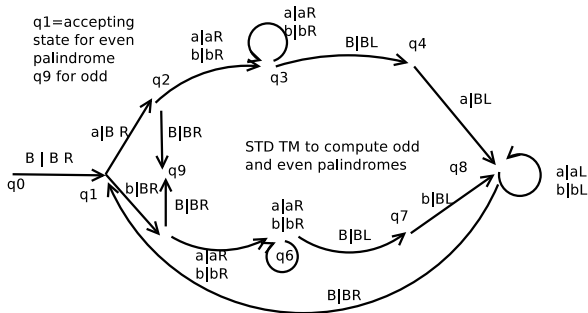 q1=accepting
state for even
palindrome
q9 for odd
a|aR
b|bR
q3
a|aR
b|bR
B|BL
q4
q2
a|B R
B|BR
a|BL
STD TM to compute odd
and even palindromes
B | B R
q0
q1
q9
b|BR
B|BR
a|aR
b|bR
a|aR
b|bR
q6
B|BL
q7
b|BL
q8
a|aL
b|bL
B|BR